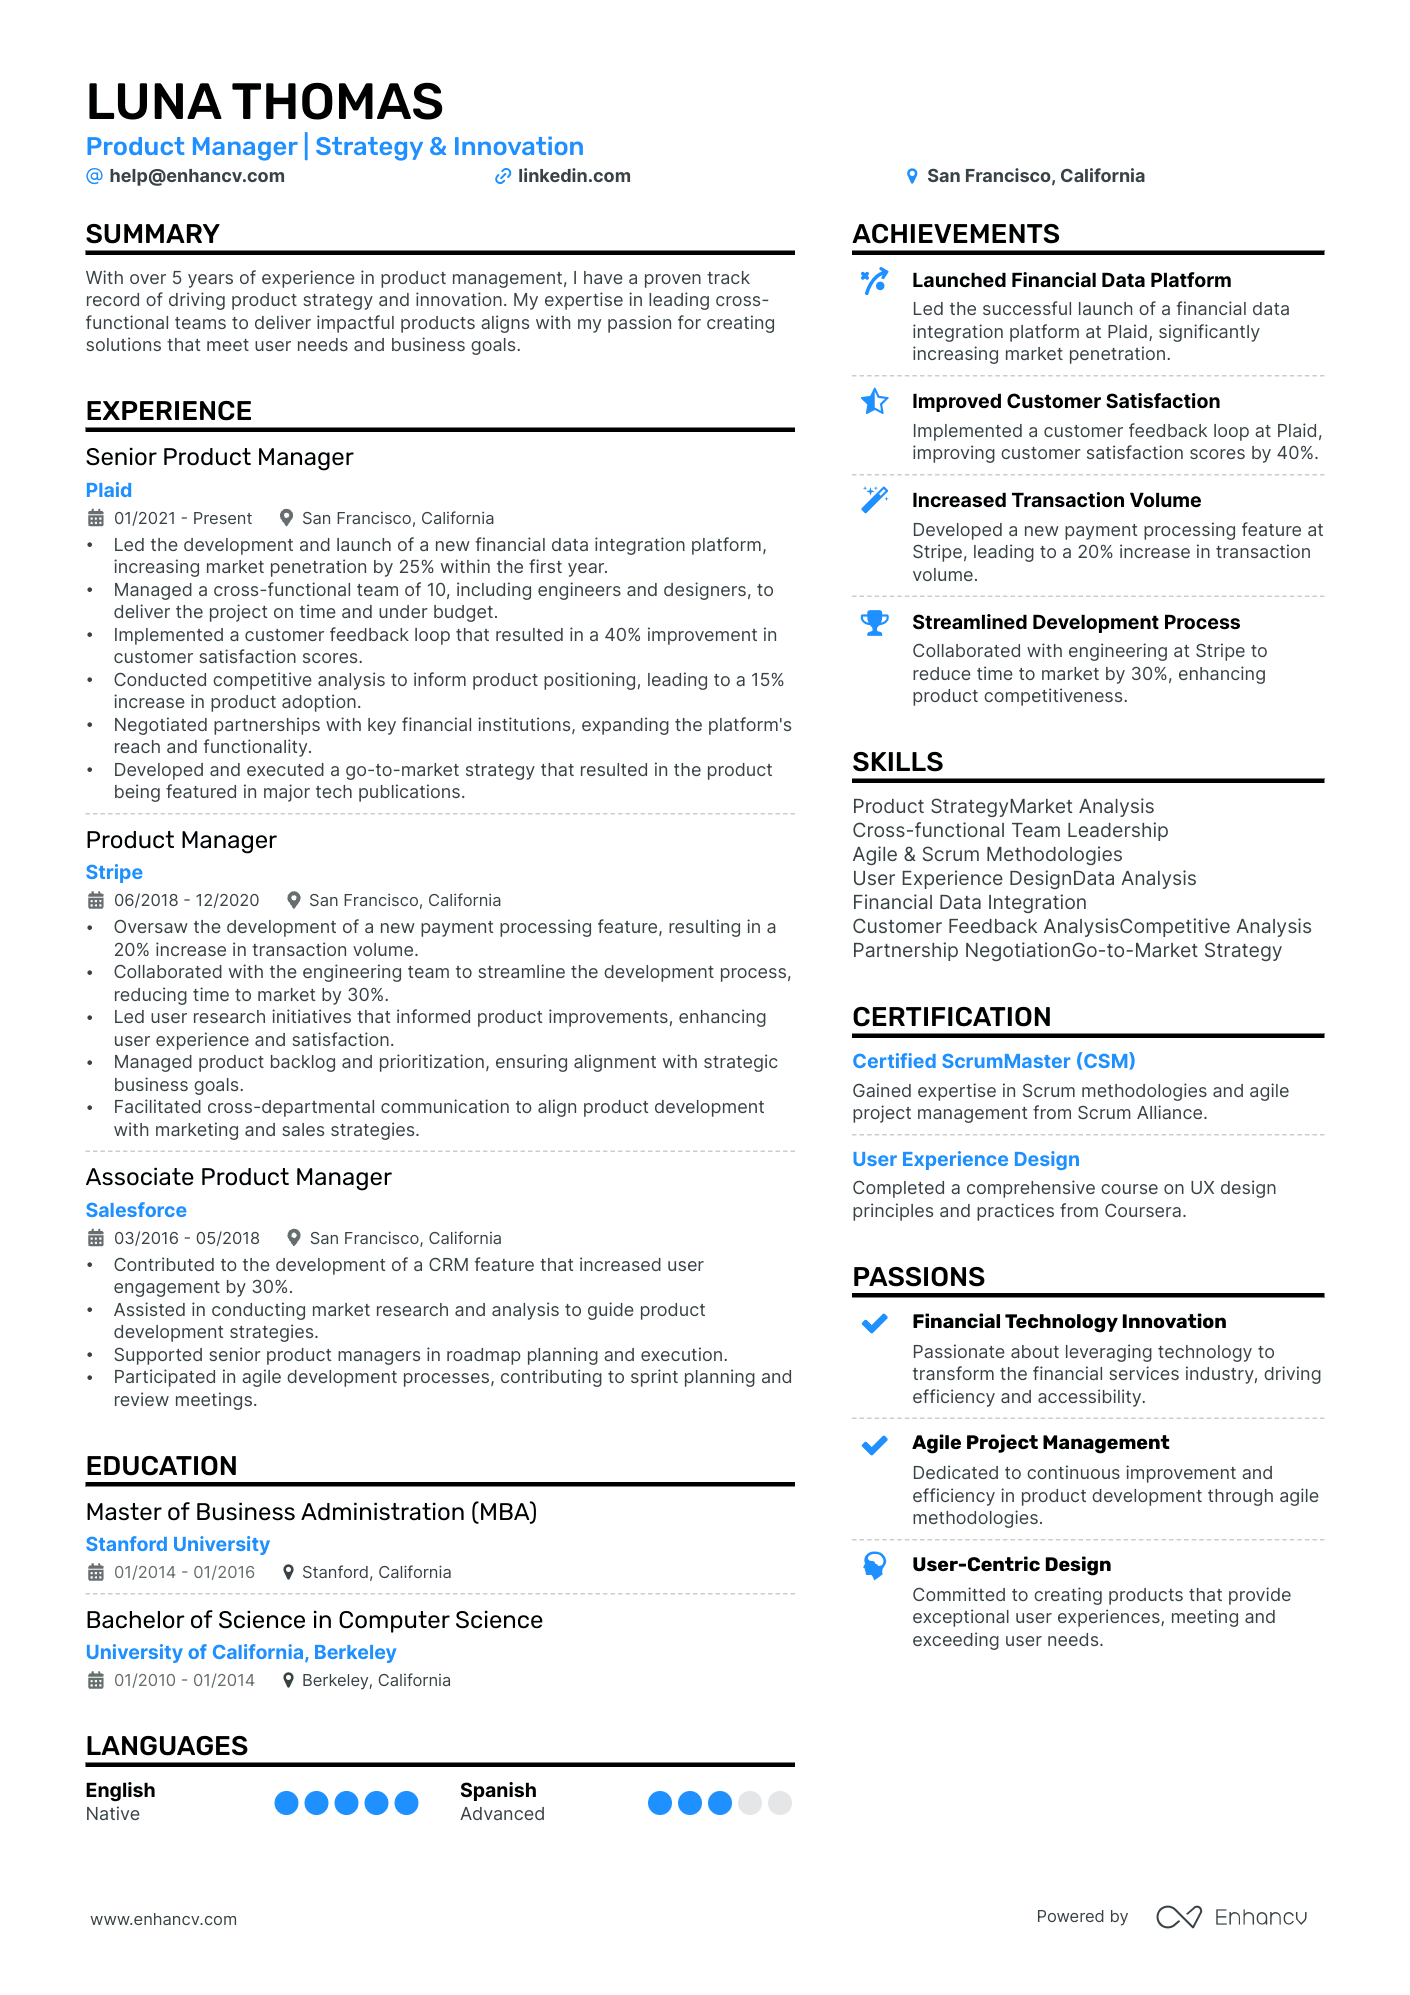 LUNA THOMAS
Product Manager | Strategy & Innovation
help@enhancv.com
linkedin.com
San Francisco, California
SUMMARY
With over 5 years of experience in product management, I have a proven track
record of driving product strategy and innovation. My expertise in leading cross-
functional teams to deliver impactful products aligns with my passion for creating
solutions that meet user needs and business goals.
EXPERIENCE
Senior Product Manager
Plaid
01/2021 - Present San Francisco, California
• Led the development and launch of a new financial data integration platform,
increasing market penetration by 25% within the first year.
• Managed a cross-functional team of 10, including engineers and designers, to
deliver the project on time and under budget.
• Implemented a customer feedback loop that resulted in a 40% improvement in
customer satisfaction scores.
• Conducted competitive analysis to inform product positioning, leading to a 15%
increase in product adoption.
• Negotiated partnerships with key financial institutions, expanding the platform's
reach and functionality.
• Developed and executed a go-to-market strategy that resulted in the product
being featured in major tech publications.
Product Manager
Stripe
06/2018 - 12/2020 San Francisco, California
• Oversaw the development of a new payment processing feature, resulting in a
20% increase in transaction volume.
• Collaborated with the engineering team to streamline the development process,
reducing time to market by 30%.
• Led user research initiatives that informed product improvements, enhancing
user experience and satisfaction.
• Managed product backlog and prioritization, ensuring alignment with strategic
business goals.
• Facilitated cross-departmental communication to align product development
with marketing and sales strategies.
Associate Product Manager
Salesforce
03/2016 - 05/2018 San Francisco, California
• Contributed to the development of a CRM feature that increased user
engagement by 30%.
• Assisted in conducting market research and analysis to guide product
development strategies.
• Supported senior product managers in roadmap planning and execution.
• Participated in agile development processes, contributing to sprint planning and
review meetings.
EDUCATION
Master of Business Administration (MBA)
Stanford University
01/2014 - 01/2016 Stanford, California
Bachelor of Science in Computer Science
University of California, Berkeley
01/2010 - 01/2014 Berkeley, California
LANGUAGES
English
Native
Spanish
Advanced
ACHIEVEMENTS
Launched Financial Data Platform
Led the successful launch of a financial data
integration platform at Plaid, significantly
increasing market penetration.
Improved Customer Satisfaction
Implemented a customer feedback loop at Plaid,
improving customer satisfaction scores by 40%.
Increased Transaction Volume
Developed a new payment processing feature at
Stripe, leading to a 20% increase in transaction
volume.
Streamlined Development Process
Collaborated with engineering at Stripe to
reduce time to market by 30%, enhancing
product competitiveness.
SKILLS
Product StrategyMarket Analysis
Cross-functional Team Leadership
Agile & Scrum Methodologies
User Experience DesignData Analysis
Financial Data Integration
Customer Feedback AnalysisCompetitive Analysis
Partnership NegotiationGo-to-Market Strategy
CERTIFICATION
Certified ScrumMaster (CSM)
Gained expertise in Scrum methodologies and agile
project management from Scrum Alliance.
User Experience Design
Completed a comprehensive course on UX design
principles and practices from Coursera.
PASSIONS
Financial Technology Innovation
Passionate about leveraging technology to
transform the financial services industry, driving
efficiency and accessibility.
Agile Project Management
Dedicated to continuous improvement and
efficiency in product development through agile
methodologies.
User-Centric Design
Committed to creating products that provide
exceptional user experiences, meeting and
exceeding user needs.
www.enhancv.com
Powered by Enhancv